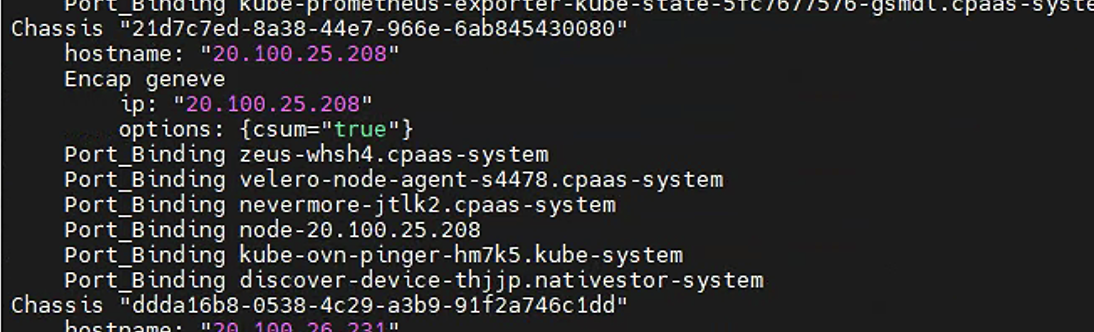 Port_Binding kube-prometheus-exporter-kube-state-5fc7677576-gsmdl.cpaas-syste
Chassis "21d7c7ed-8a38-44e7-966e-6ab845430080"
hostname: "20.100.25.208"
Encap geneve
ip: "20.100.25.208"
options: {csum="true"}
Port_Binding zeus-whsh4.cpaas-system
Port_Binding velero-node-agent-s4478.cpaas-system
Port_Binding nevermore-jtlk2.cpaas-system
Port_Binding node-20.100.25.208
Port_Binding kube-ovn-pinger-hm7k5.kube-system
Port_Binding discover-device-thjjp.nativestor-system
Chassis "ddda16b8-0538-4c29-a3b9-91f2a746c1dd"
hostname: "20.100.26.231"